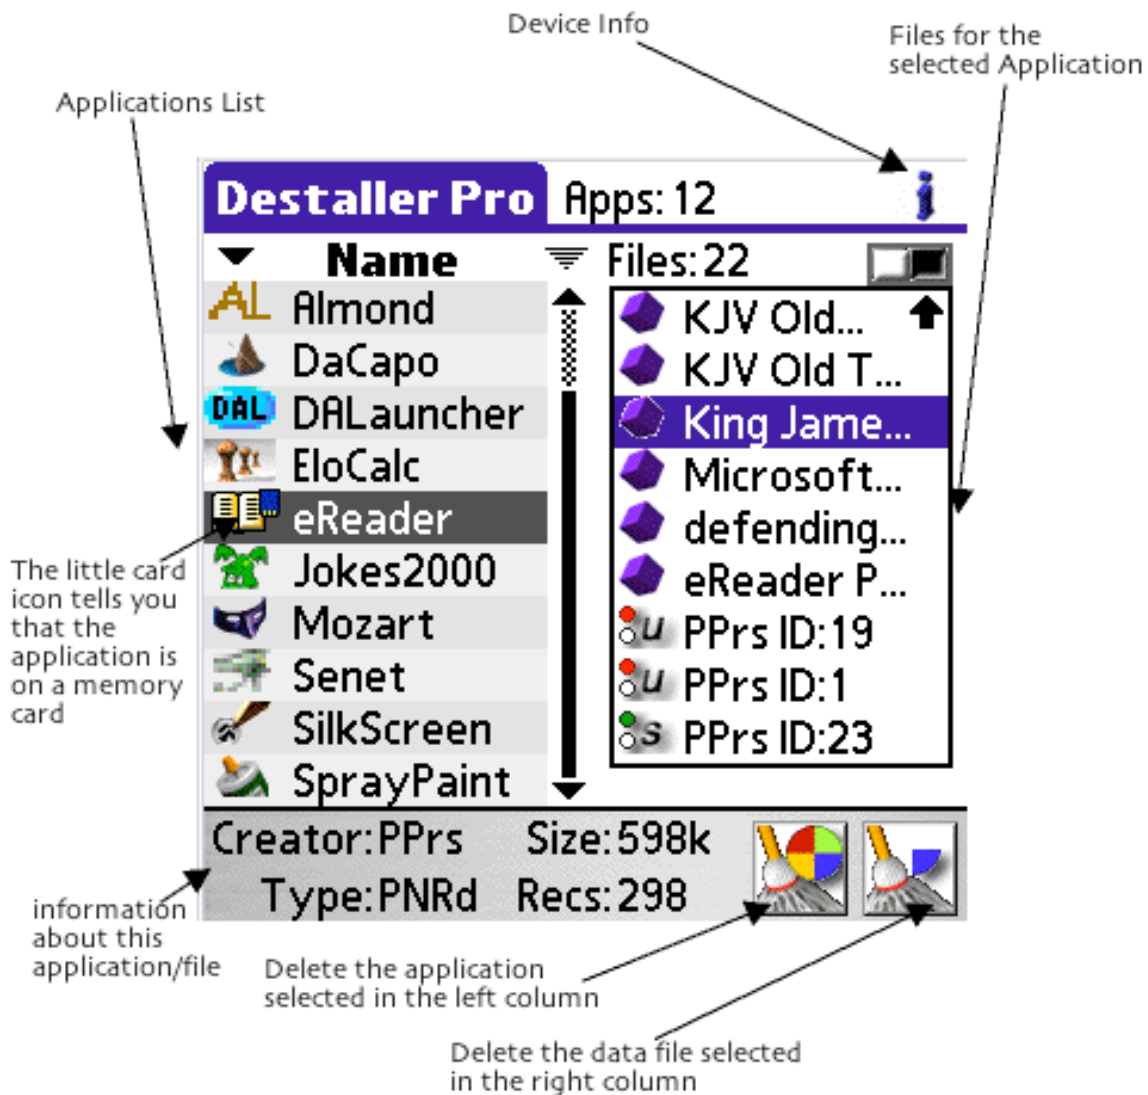 Device Info
Files for the
selected Application
Applications List
Destaller Pro
Apps: 12
i
Name
Files: 22
AL Almond
DaCapo
DAL DALauncher
EloCalc
eReader
Jokes2000
Mozart
Senet
SilkScreen
SprayPaint
KJV Old...
KJV Old T...
King Jame...
Microsoft...
defending...
eReader P...
u PPrs ID:19
u PPrs ID:1
s PPrs ID:23
The little card
icon tells you
that the
application is
on a memory
card
Creator: PPrs Size: 598k
Type: PNRd Recs: 298
information
about this
application/file
Delete the application
selected in the left column
Delete the data file selected
in the right column